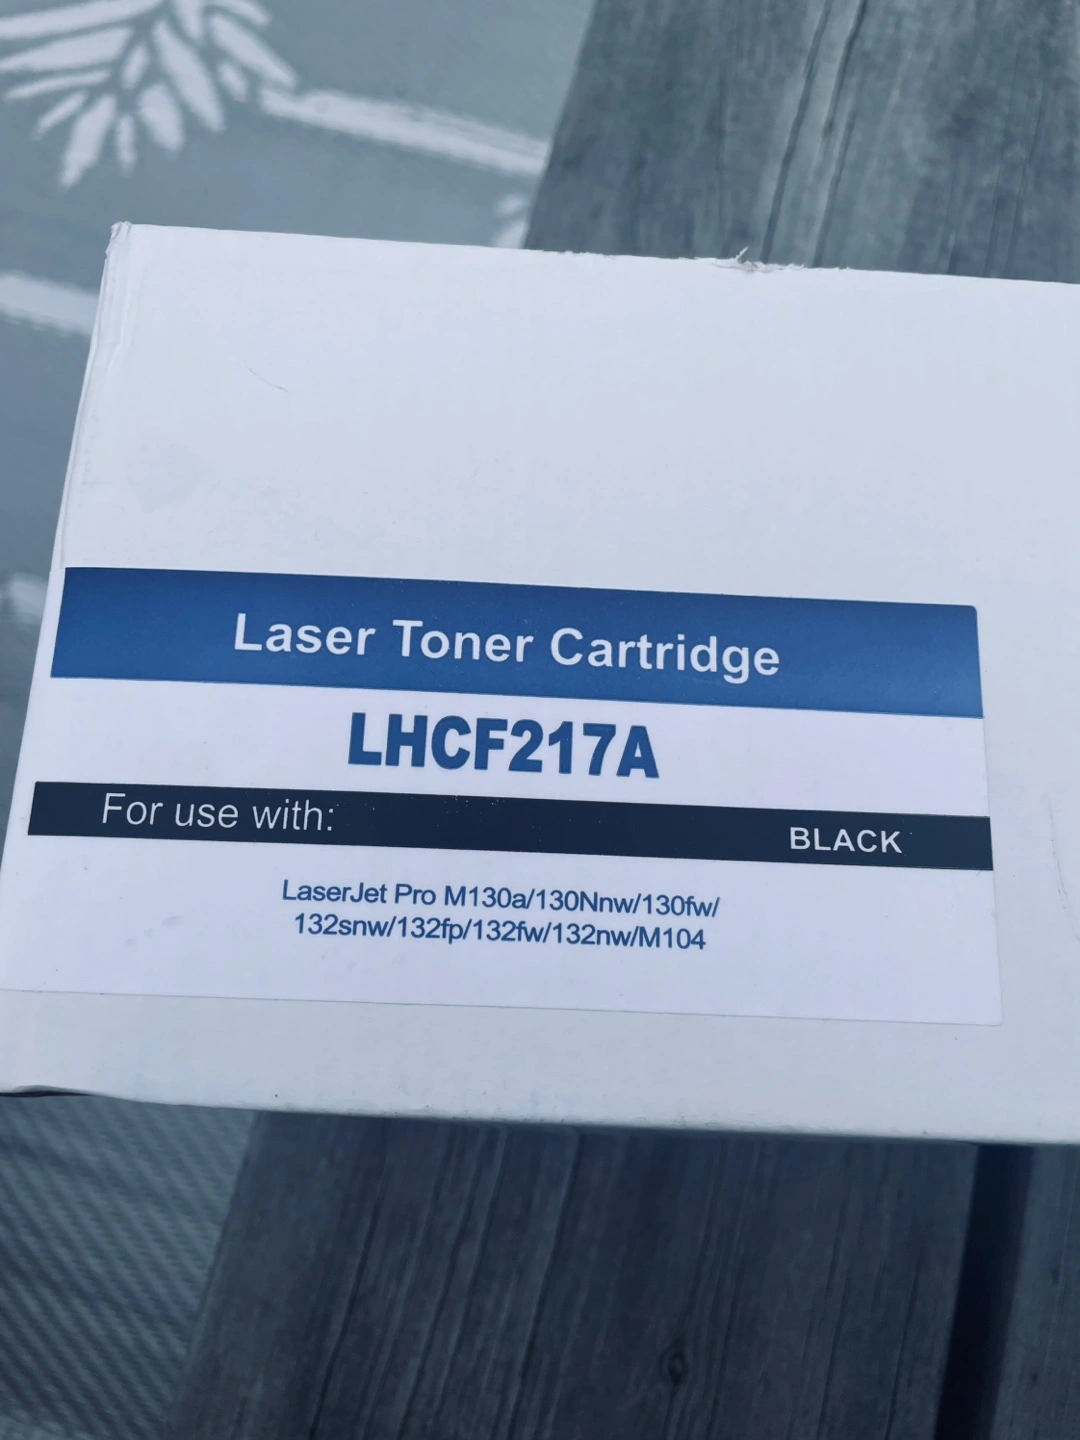 Laser Toner Cartridge
LHCF217A
For use with: BLACK
LaserJet Pro M130a/130Nnw/130fw/
132snw/132fp/132fw/132nw/M104